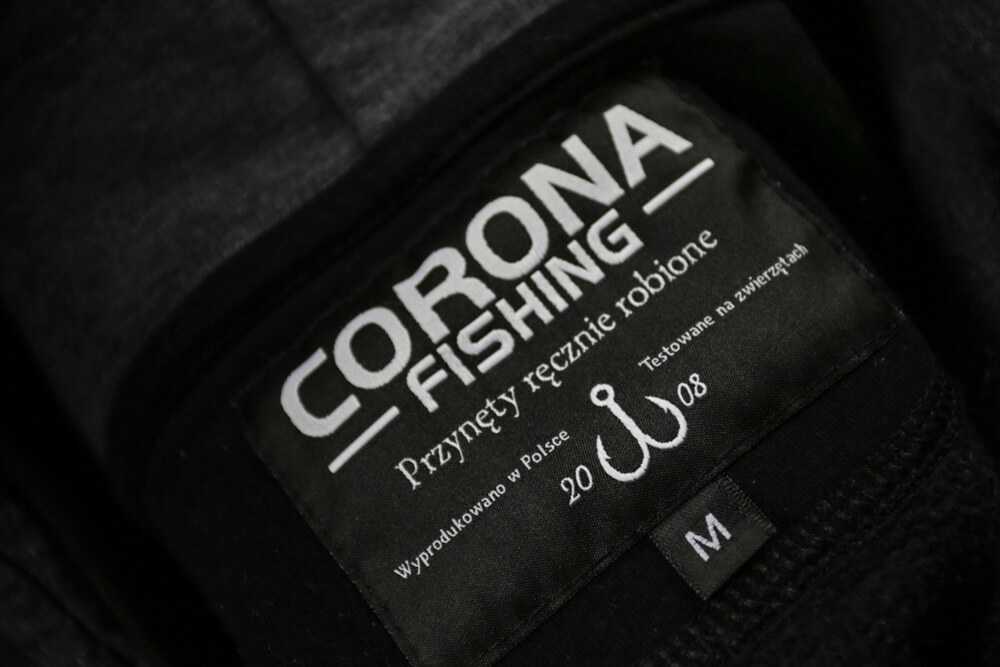 CORONA
FISHING
Przynęty ręcznie robione
Wyprodukowano w Polsce
Testowane na zwierzętach
20 08
M